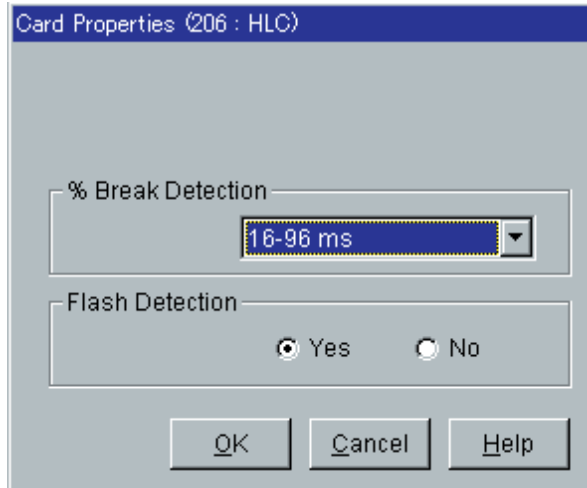 Card Properties (206 : HLC)
% Break Detection
16-96 ms
Flash Detection
Yes No
OK Cancel Help